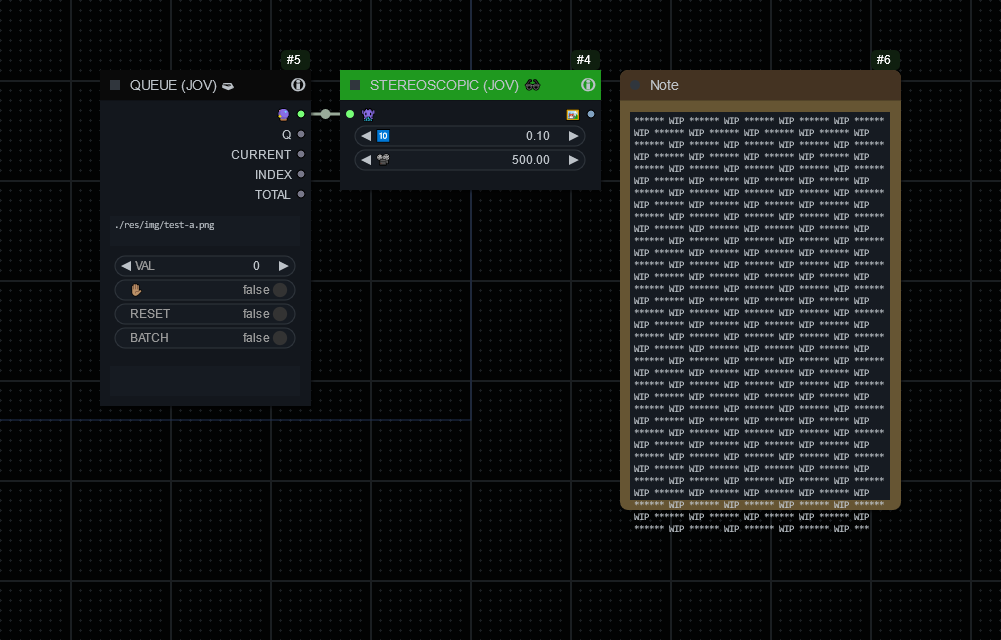 #5
QUEUE (JOV)
Q
CURRENT
INDEX
TOTAL
./res/img/test-a.png
VAL 0
false
RESET false
BATCH false
#4
STEREOSCOPIC (JOV)
10 0.10
500.00
#6
Note
****** WIP ****** WIP ****** WIP ****** WIP ******
WIP ****** WIP ****** WIP ****** WIP ****** WIP
****** WIP ****** WIP ****** WIP ****** WIP ******
WIP ****** WIP ****** WIP ****** WIP ****** WIP
****** WIP ****** WIP ****** WIP ****** WIP ******
WIP ****** WIP ****** WIP ****** WIP ****** WIP
****** WIP ****** WIP ****** WIP ****** WIP ******
WIP ****** WIP ****** WIP ****** WIP ****** WIP
****** WIP ****** WIP ****** WIP ****** WIP ******
WIP ****** WIP ****** WIP ****** WIP ****** WIP
****** WIP ****** WIP ****** WIP ****** WIP ******
WIP ****** WIP ****** WIP ****** WIP ****** WIP
****** WIP ****** WIP ****** WIP ****** WIP ******
WIP ****** WIP ****** WIP ****** WIP ****** WIP
****** WIP ****** WIP ****** WIP ****** WIP ******
WIP ****** WIP ****** WIP ****** WIP ****** WIP
****** WIP ****** WIP ****** WIP ****** WIP ******
WIP ****** WIP ****** WIP ****** WIP ****** WIP
****** WIP ****** WIP ****** WIP ****** WIP ******
WIP ****** WIP ****** WIP ****** WIP ****** WIP
****** WIP ****** WIP ****** WIP ****** WIP ******
WIP ****** WIP ****** WIP ****** WIP ****** WIP
****** WIP ****** WIP ****** WIP ****** WIP ******
WIP ****** WIP ****** WIP ****** WIP ****** WIP
****** WIP ****** WIP ****** WIP ****** WIP ******
WIP ****** WIP ****** WIP ****** WIP ****** WIP
****** WIP ****** WIP ****** WIP ****** WIP ******
WIP ****** WIP ****** WIP ****** WIP ****** WIP
****** WIP ****** WIP ****** WIP ****** WIP ******
WIP ****** WIP ****** WIP ****** WIP ****** WIP
****** WIP ****** WIP ****** WIP ****** WIP ******
WIP ****** WIP ****** WIP ****** WIP ****** WIP
****** WIP ****** WIP ****** WIP ****** WIP ******
WIP ****** WIP ****** WIP ****** WIP ****** WIP
****** WIP ****** WIP ****** WIP ****** WIP ***